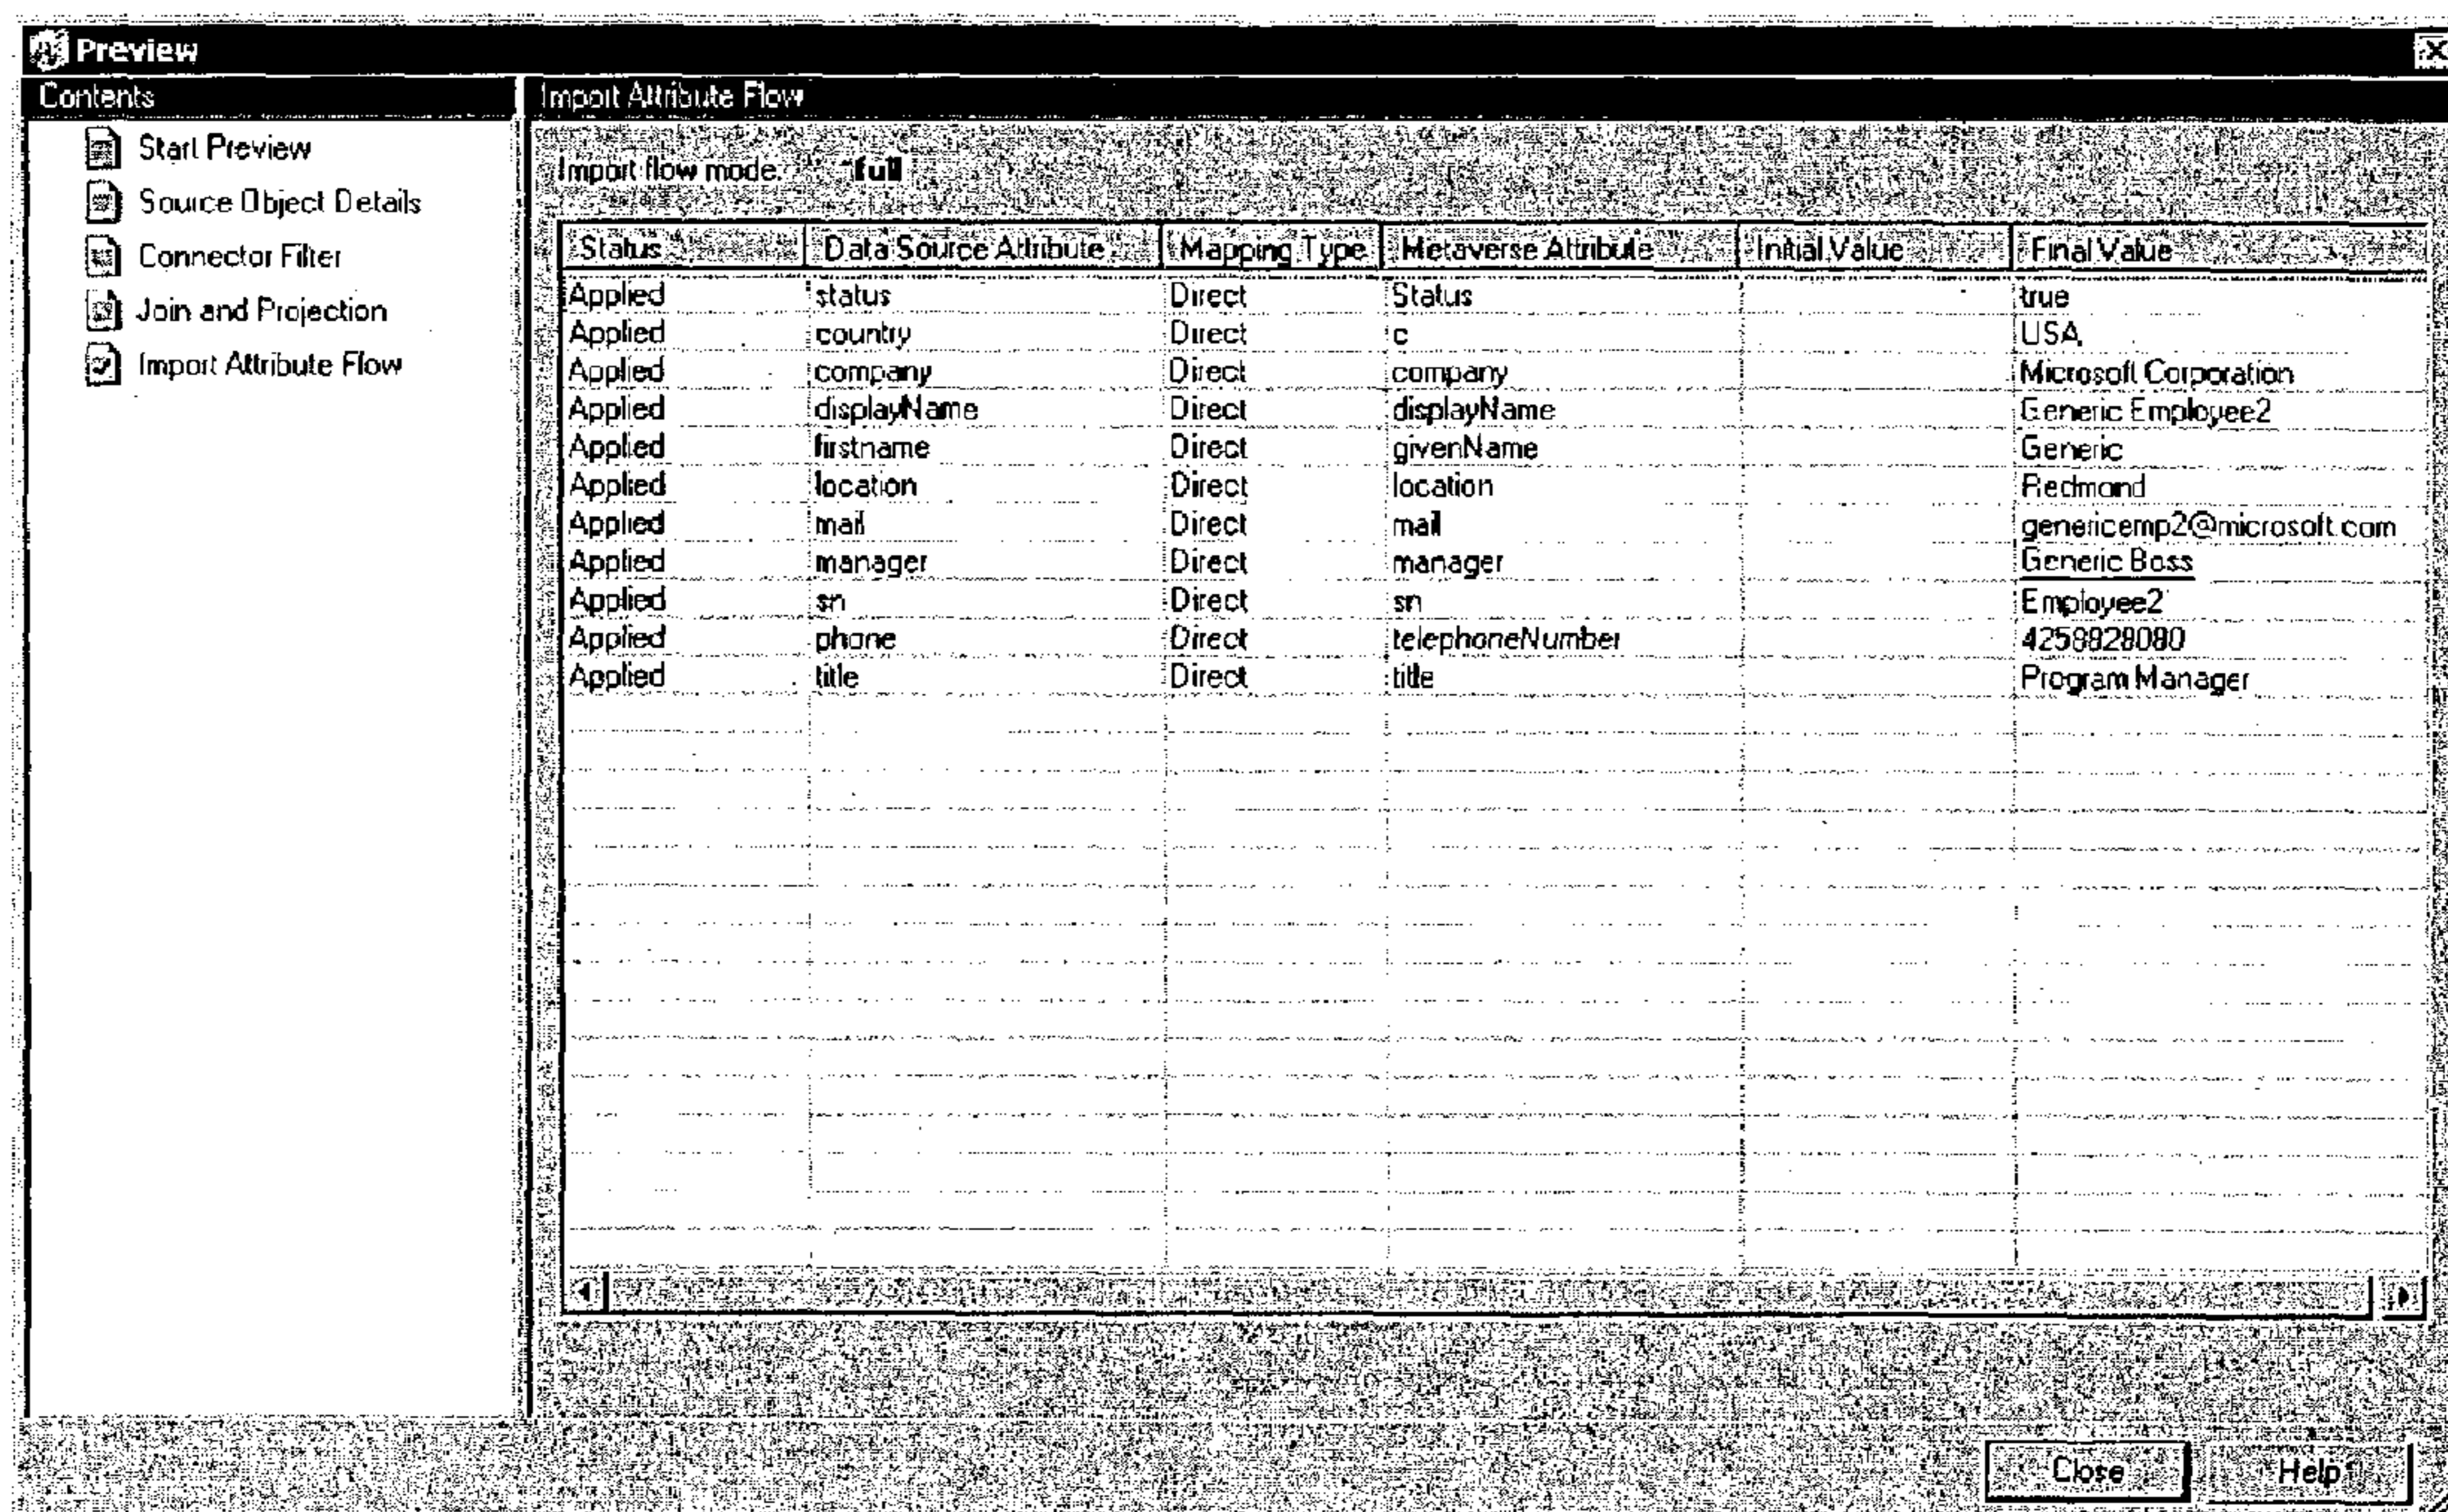 Preview
Contents
Import Attribute Flow
Start Preview
Source Object Details
Connector Filter
Join and Projection
Import Attribute Flow
Import flow mode: full
Status Data Source Attribute Mapping Type Metaverse Attribute Initial Value Final Value
Applied status Direct Status true
Applied country Direct c USA
Applied company Direct company Microsoft Corporation
Applied displayName Direct displayName Generic Employee2
Applied firstname Direct givenName Generic
Applied location Direct location Redmond
Applied mail Direct mail genericemp2@microsoft.com
Applied manager Direct manager Generic Boss
Applied sn Direct sn Employee2
Applied phone Direct telephoneNumber 4258828080
Applied title Direct title Program Manager
Close Help